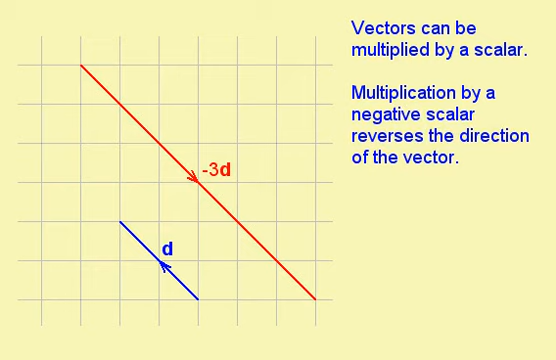 Vectors can be
multiplied by a scalar.
Multiplication by a
negative scalar
reverses the direction
of the vector.
-3d
d